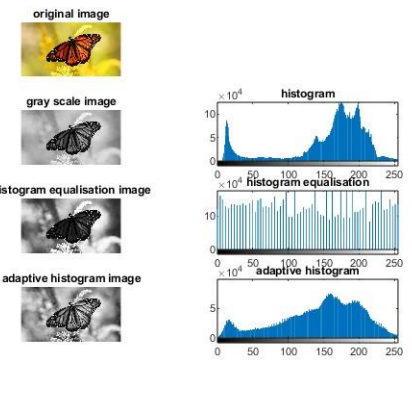 original image
gray scale image
histogram
×10⁴
10
5
0
0 50 100 150 200 250
istogram equalisation image
histogram equalisation
×10⁴
10
0
0 50 100 150 200 250
adaptive histogram image
adaptive histogram
×10⁴
5
0
0 50 100 150 200 250